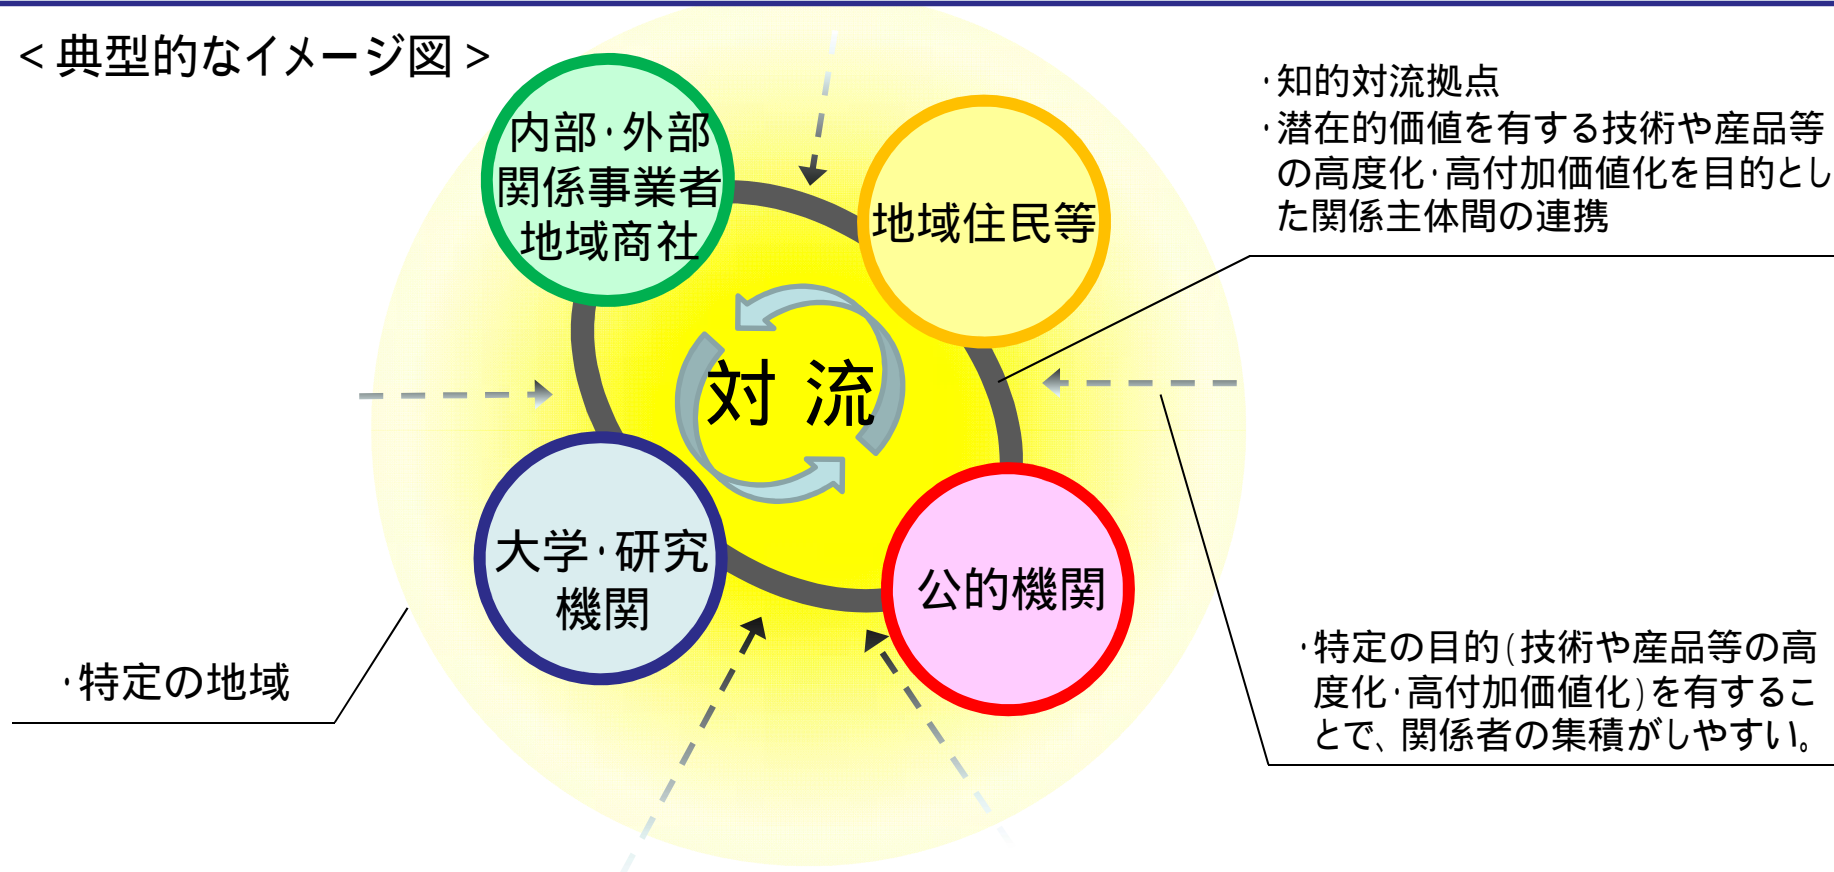 <典型的なイメージ図>
内部・外部
関係事業者
地域商社
地域住民等
・知的対流拠点
・潜在的価値を有する技術や産品等
の高度化・高付加価値化を目的とし
た関係主体間の連携
対 流
大学・研究
機関
公的機関
・特定の地域
・特定の目的(技術や産品等の高
度化・高付加価値化)を有するこ
とで、関係者の集積がしやすい。